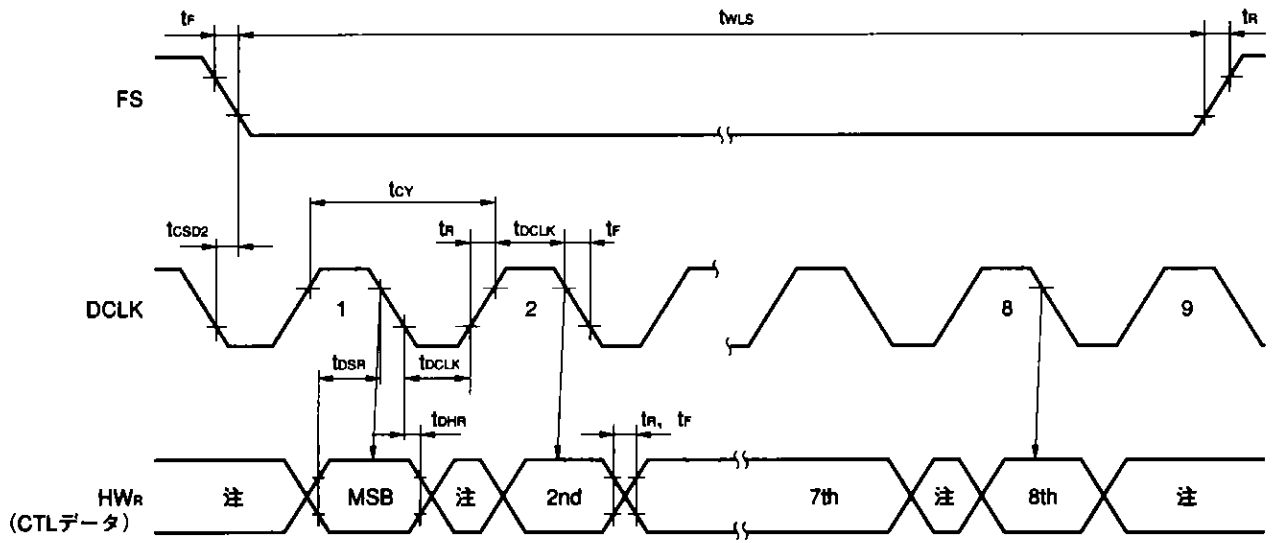 tF tWLS tR
FS
tCY
tCSD2 tR tDCLK tF
DCLK 1 2 8 9
tDSR tDCLK
tDHR tR, tF
HWR 注 MSB 注 2nd 7th 注 8th 注
(CTLデータ)